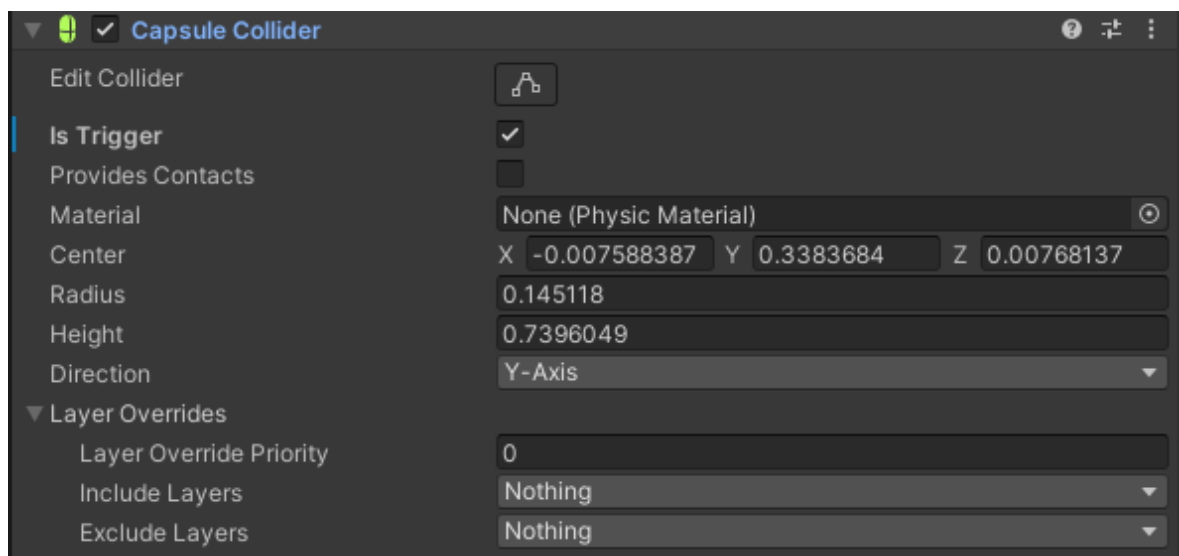 Capsule Collider
Edit Collider
Is Trigger
Provides Contacts
Material None (Physic Material)
Center X -0.007588387 Y 0.3383684 Z 0.00768137
Radius 0.145118
Height 0.7396049
Direction Y-Axis
Layer Overrides
Layer Override Priority 0
Include Layers Nothing
Exclude Layers Nothing